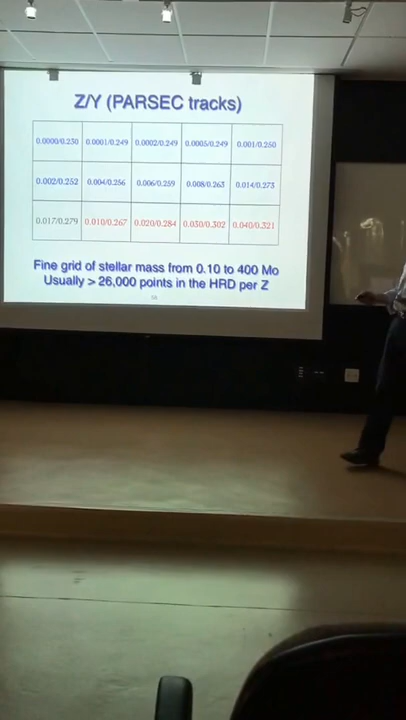 Z/Y (PARSEC tracks)
0.0000/0.230 0.0001/0.249 0.0002/0.249 0.0005/0.249 0.001/0.250
0.002/0.252 0.004/0.256 0.006/0.259 0.008/0.263 0.014/0.273
0.017/0.279 0.010/0.267 0.020/0.284 0.030/0.302 0.040/0.321
Fine grid of stellar mass from 0.10 to 400 Mo
Usually > 26,000 points in the HRD per Z